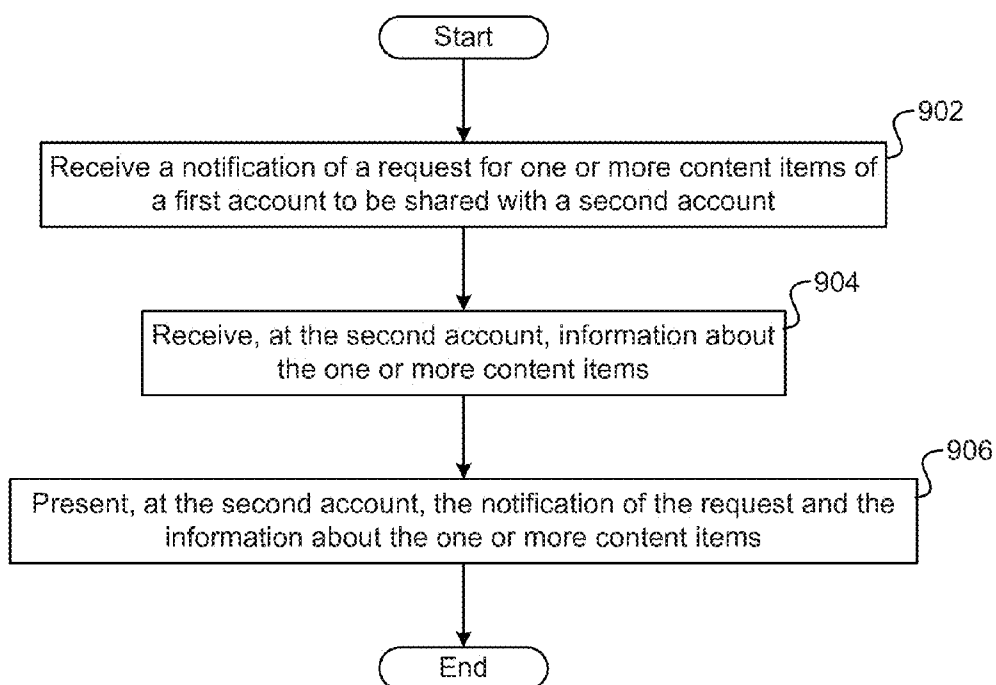 Start
902
Receive a notification of a request for one or more content items of
a first account to be shared with a second account
904
Receive, at the second account, information about
the one or more content items
906
Present, at the second account, the notification of the request and the
information about the one or more content items
End